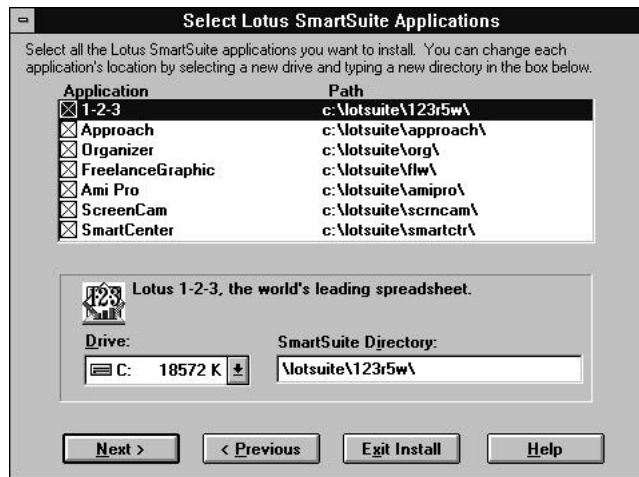 Select Lotus SmartSuite Applications
Select all the Lotus SmartSuite applications you want to install. You can change each
application's location by selecting a new drive and typing a new directory in the box below.
Application Path
1-2-3 c:\lotsuite\123r5w\
Approach c:\lotsuite\approach\
Organizer c:\lotsuite\org\
FreelanceGraphic c:\lotsuite\flw\
Ami Pro c:\lotsuite\amipro\
ScreenCam c:\lotsuite\scrncam\
SmartCenter c:\lotsuite\smartctr\
123 Lotus 1-2-3, the world's leading spreadsheet.
Drive: SmartSuite Directory:
C: 18572 K \lotsuite\123r5w\
Next > < Previous Exit Install Help